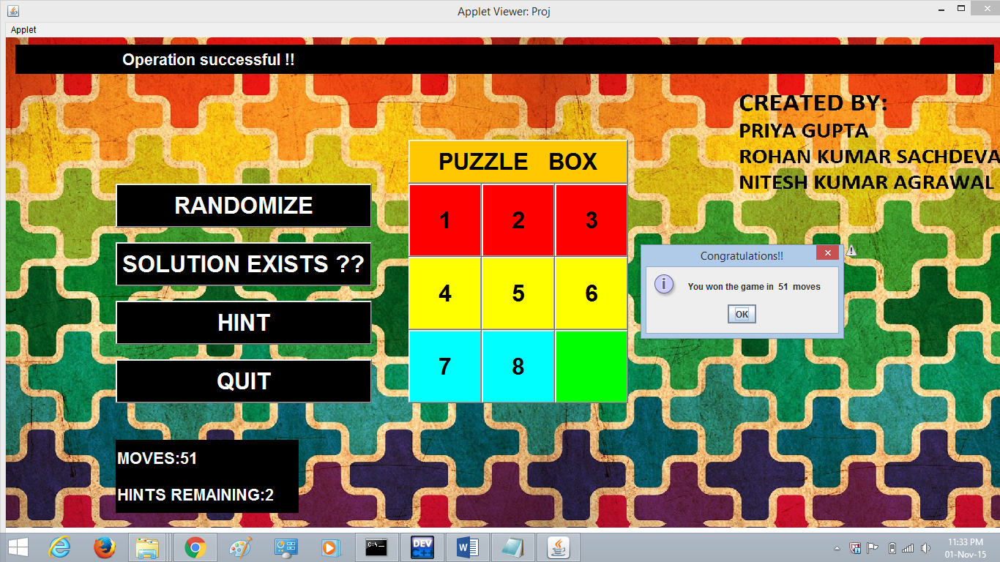 Applet Viewer: Proj
Applet
Operation successful !!
CREATED BY:
PRIYA GUPTA
ROHAN KUMAR SACHDEVA
NITESH KUMAR AGRAWAL
PUZZLE BOX
RANDOMIZE
SOLUTION EXISTS ??
HINT
QUIT
1 2 3
4 5 6
7 8
Congratulations!!
You won the game in 51 moves
OK
MOVES:51
HINTS REMAINING:2
C:\.
DEV
C++
11:33 PM
01-Nov-15